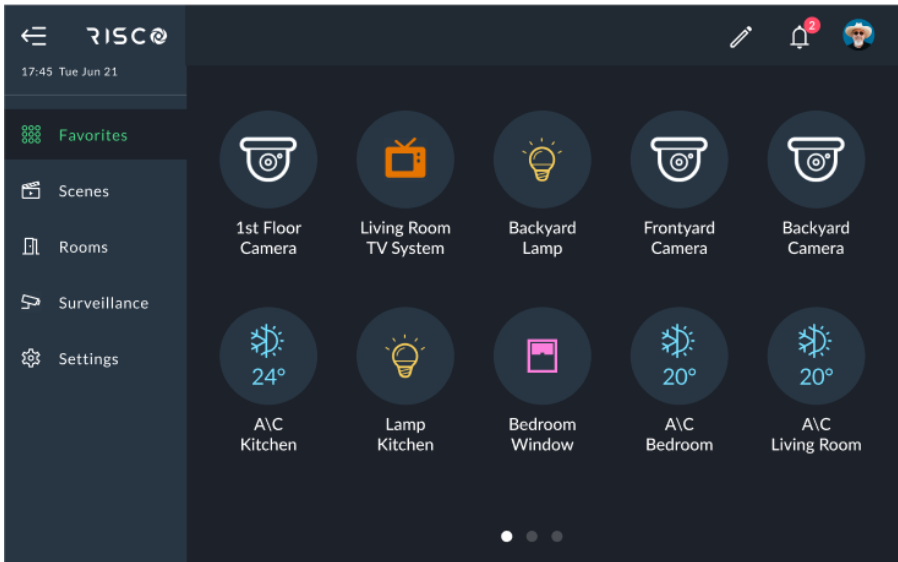 RISCO
2
17:45 Tue Jun 21
Favorites
Scenes
Rooms
Surveillance
Settings
1st Floor
Camera
Living Room
TV System
Backyard
Lamp
Frontyard
Camera
Backyard
Camera
24°
A\C
Kitchen
Lamp
Kitchen
Bedroom
Window
20°
A\C
Bedroom
20°
A\C
Living Room